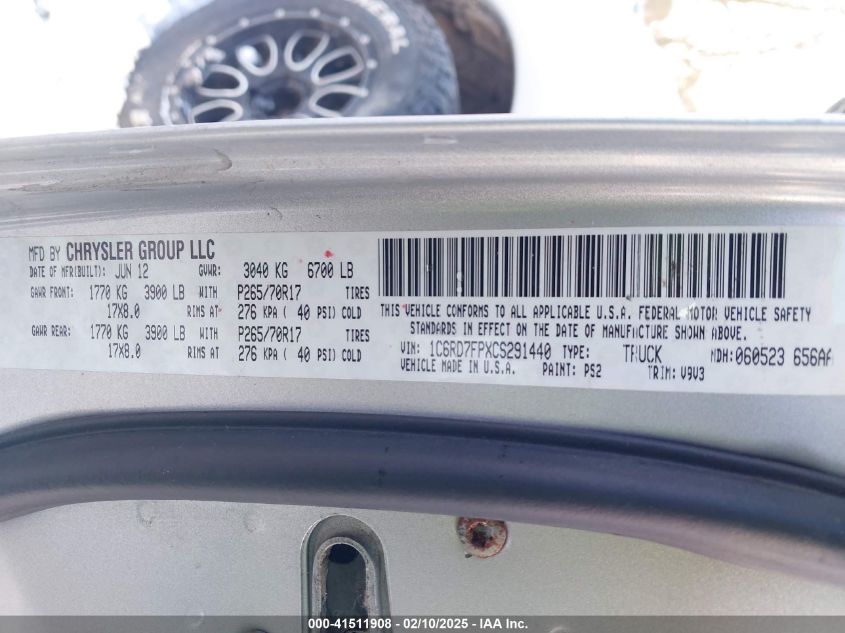 GENERAL
MFD BY CHRYSLER GROUP LLC
DATE OF MFR(BUILT): JUN 12 GVWR: 3040 KG 6700 LB
GAWR FRONT: 1770 KG 3900 LB WITH P265/70R17 TIRES
17X8.0 RIMS AT 276 KPA ( 40 PSI) COLD
GAWR REAR: 1770 KG 3900 LB WITH P265/70R17 TIRES
17X8.0 RIMS AT 276 KPA ( 40 PSI) COLD
THIS VEHICLE CONFORMS TO ALL APPLICABLE U.S.A. FEDERAL MOTOR VEHICLE SAFETY
STANDARDS IN EFFECT ON THE DATE OF MANUFACTURE SHOWN ABOVE.
VIN: 1C6RD7FPXCS291440 TYPE: TRUCK MDH:060523 656AA
VEHICLE MADE IN U.S.A. PAINT: PS2 TRIM: V9V3
000-41511908 - 02/10/2025 - IAA Inc.